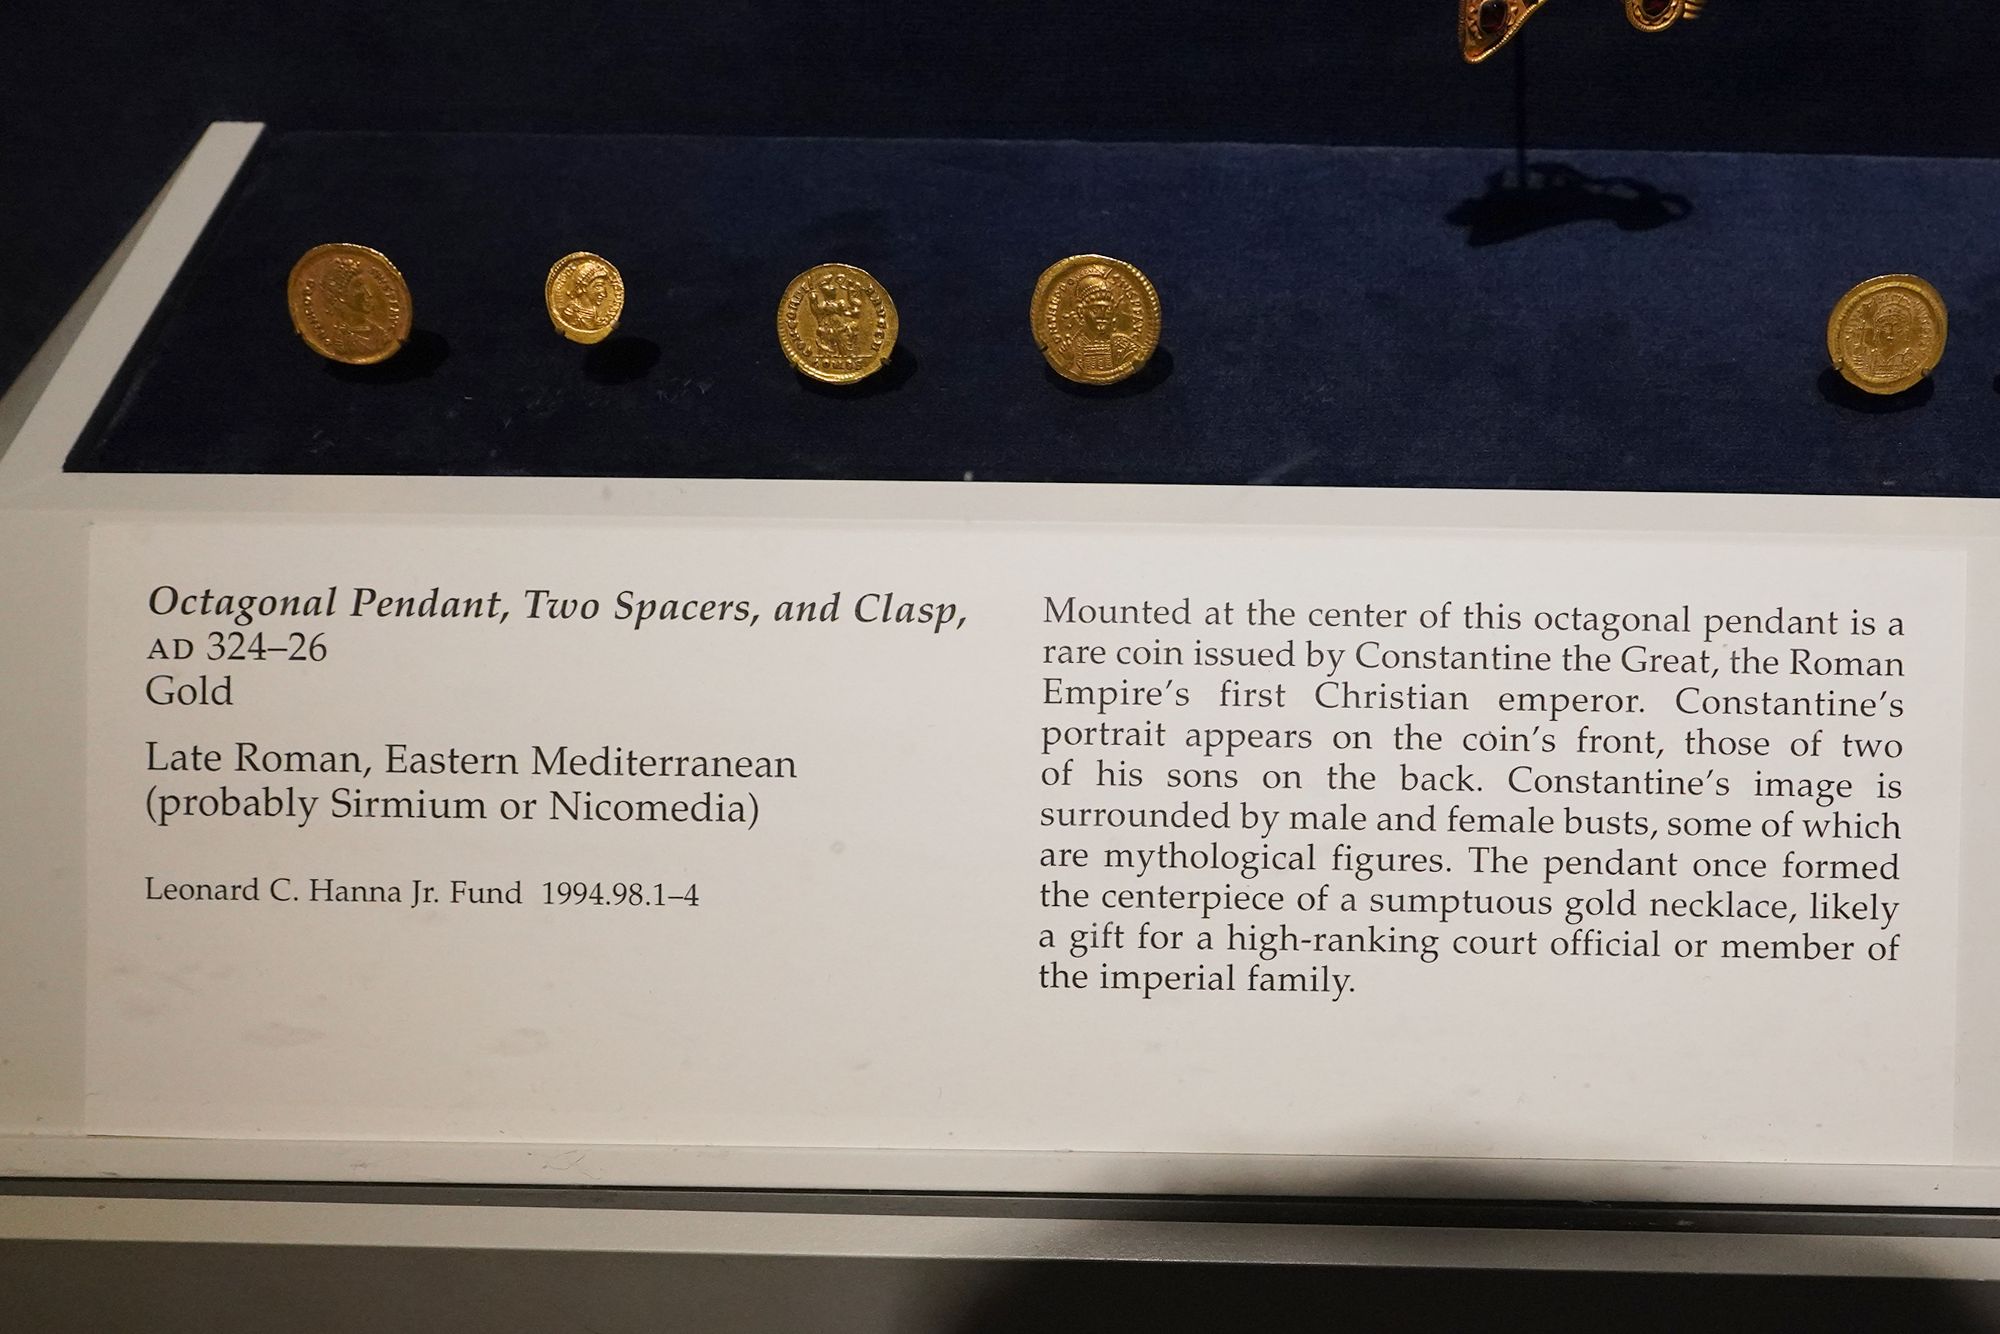 Octagonal Pendant, Two Spacers, and Clasp,
AD 324–26
Gold
Late Roman, Eastern Mediterranean
(probably Sirmium or Nicomedia)
Leonard C. Hanna Jr. Fund 1994.98.1–4
Mounted at the center of this octagonal pendant is a
rare coin issued by Constantine the Great, the Roman
Empire's first Christian emperor. Constantine's
portrait appears on the coin's front, those of two
of his sons on the back. Constantine's image is
surrounded by male and female busts, some of which
are mythological figures. The pendant once formed
the centerpiece of a sumptuous gold necklace, likely
a gift for a high-ranking court official or member of
the imperial family.